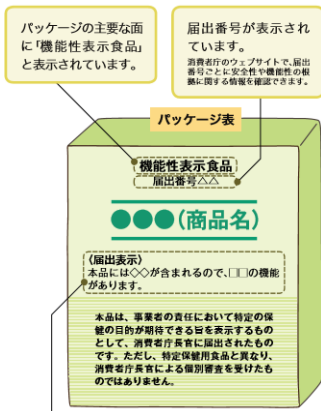 パッケージの主要な面
に「機能性表示食品」
と表示されています。
届出番号が表示され
ています。
消費者庁のウェブサイトで、届出
番号ごとに安全性や機能性の根
拠に関する情報を確認できます。
パッケージ表
機能性表示食品
届出番号△△
●●●(商品名)
《届出表示》
本品には◇◇が含まれるので、□□の機能
があります。
本品は、事業者の責任において特定の保
健の目的が期待できる旨を表示するもの
として、消費者庁長官に届出されたもの
です。ただし、特定保健用食品と異なり、
消費者庁長官による個別審査を受けたも
のではありません。